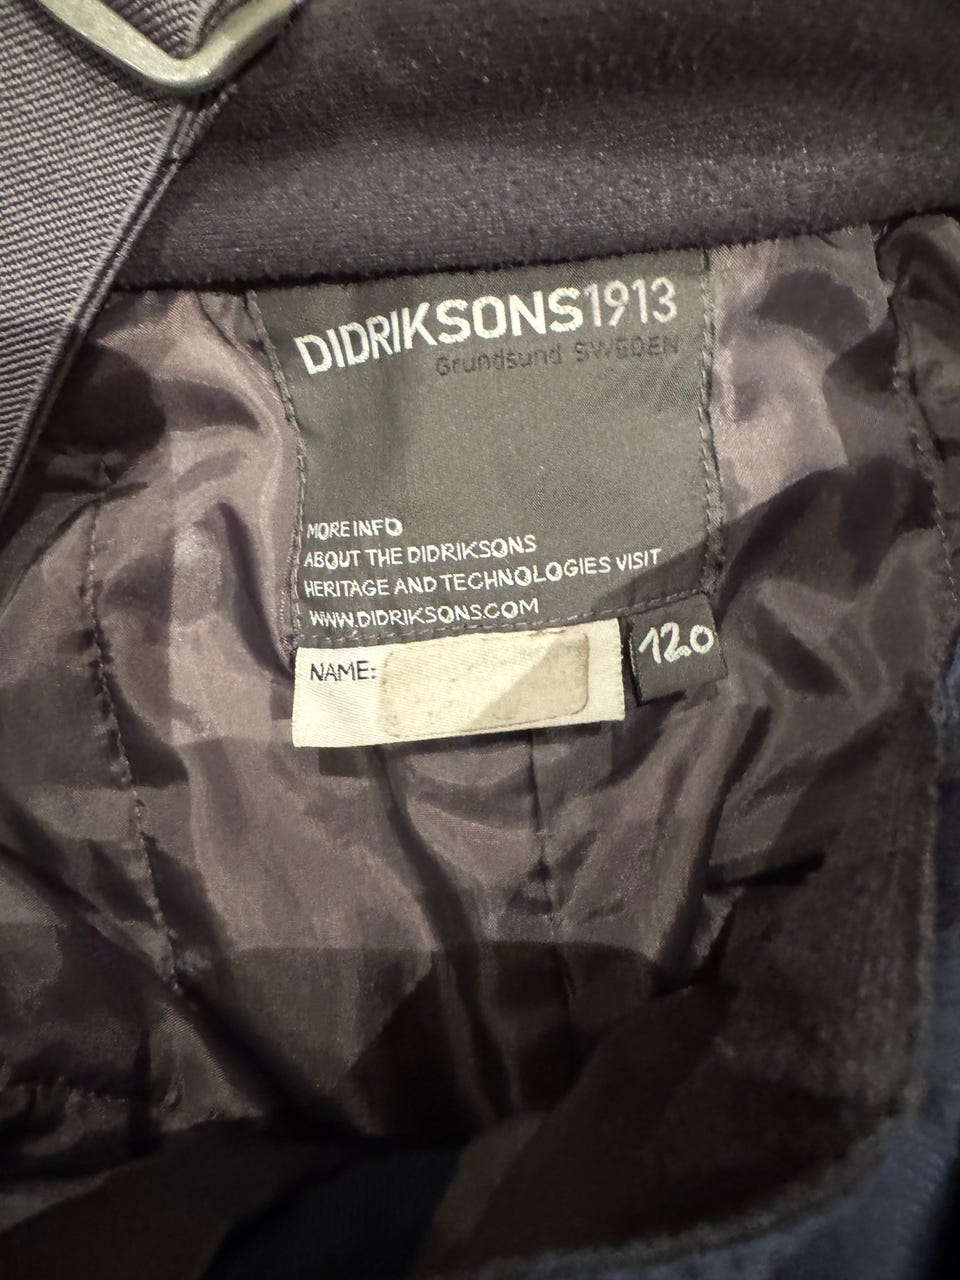 DIDRIKSONS1913
Grundsund SWEDEN
MORE INFO
ABOUT THE DIDRIKSONS
HERITAGE AND TECHNOLOGIES VISIT
WWW.DIDRIKSONS.COM
NAME:
120